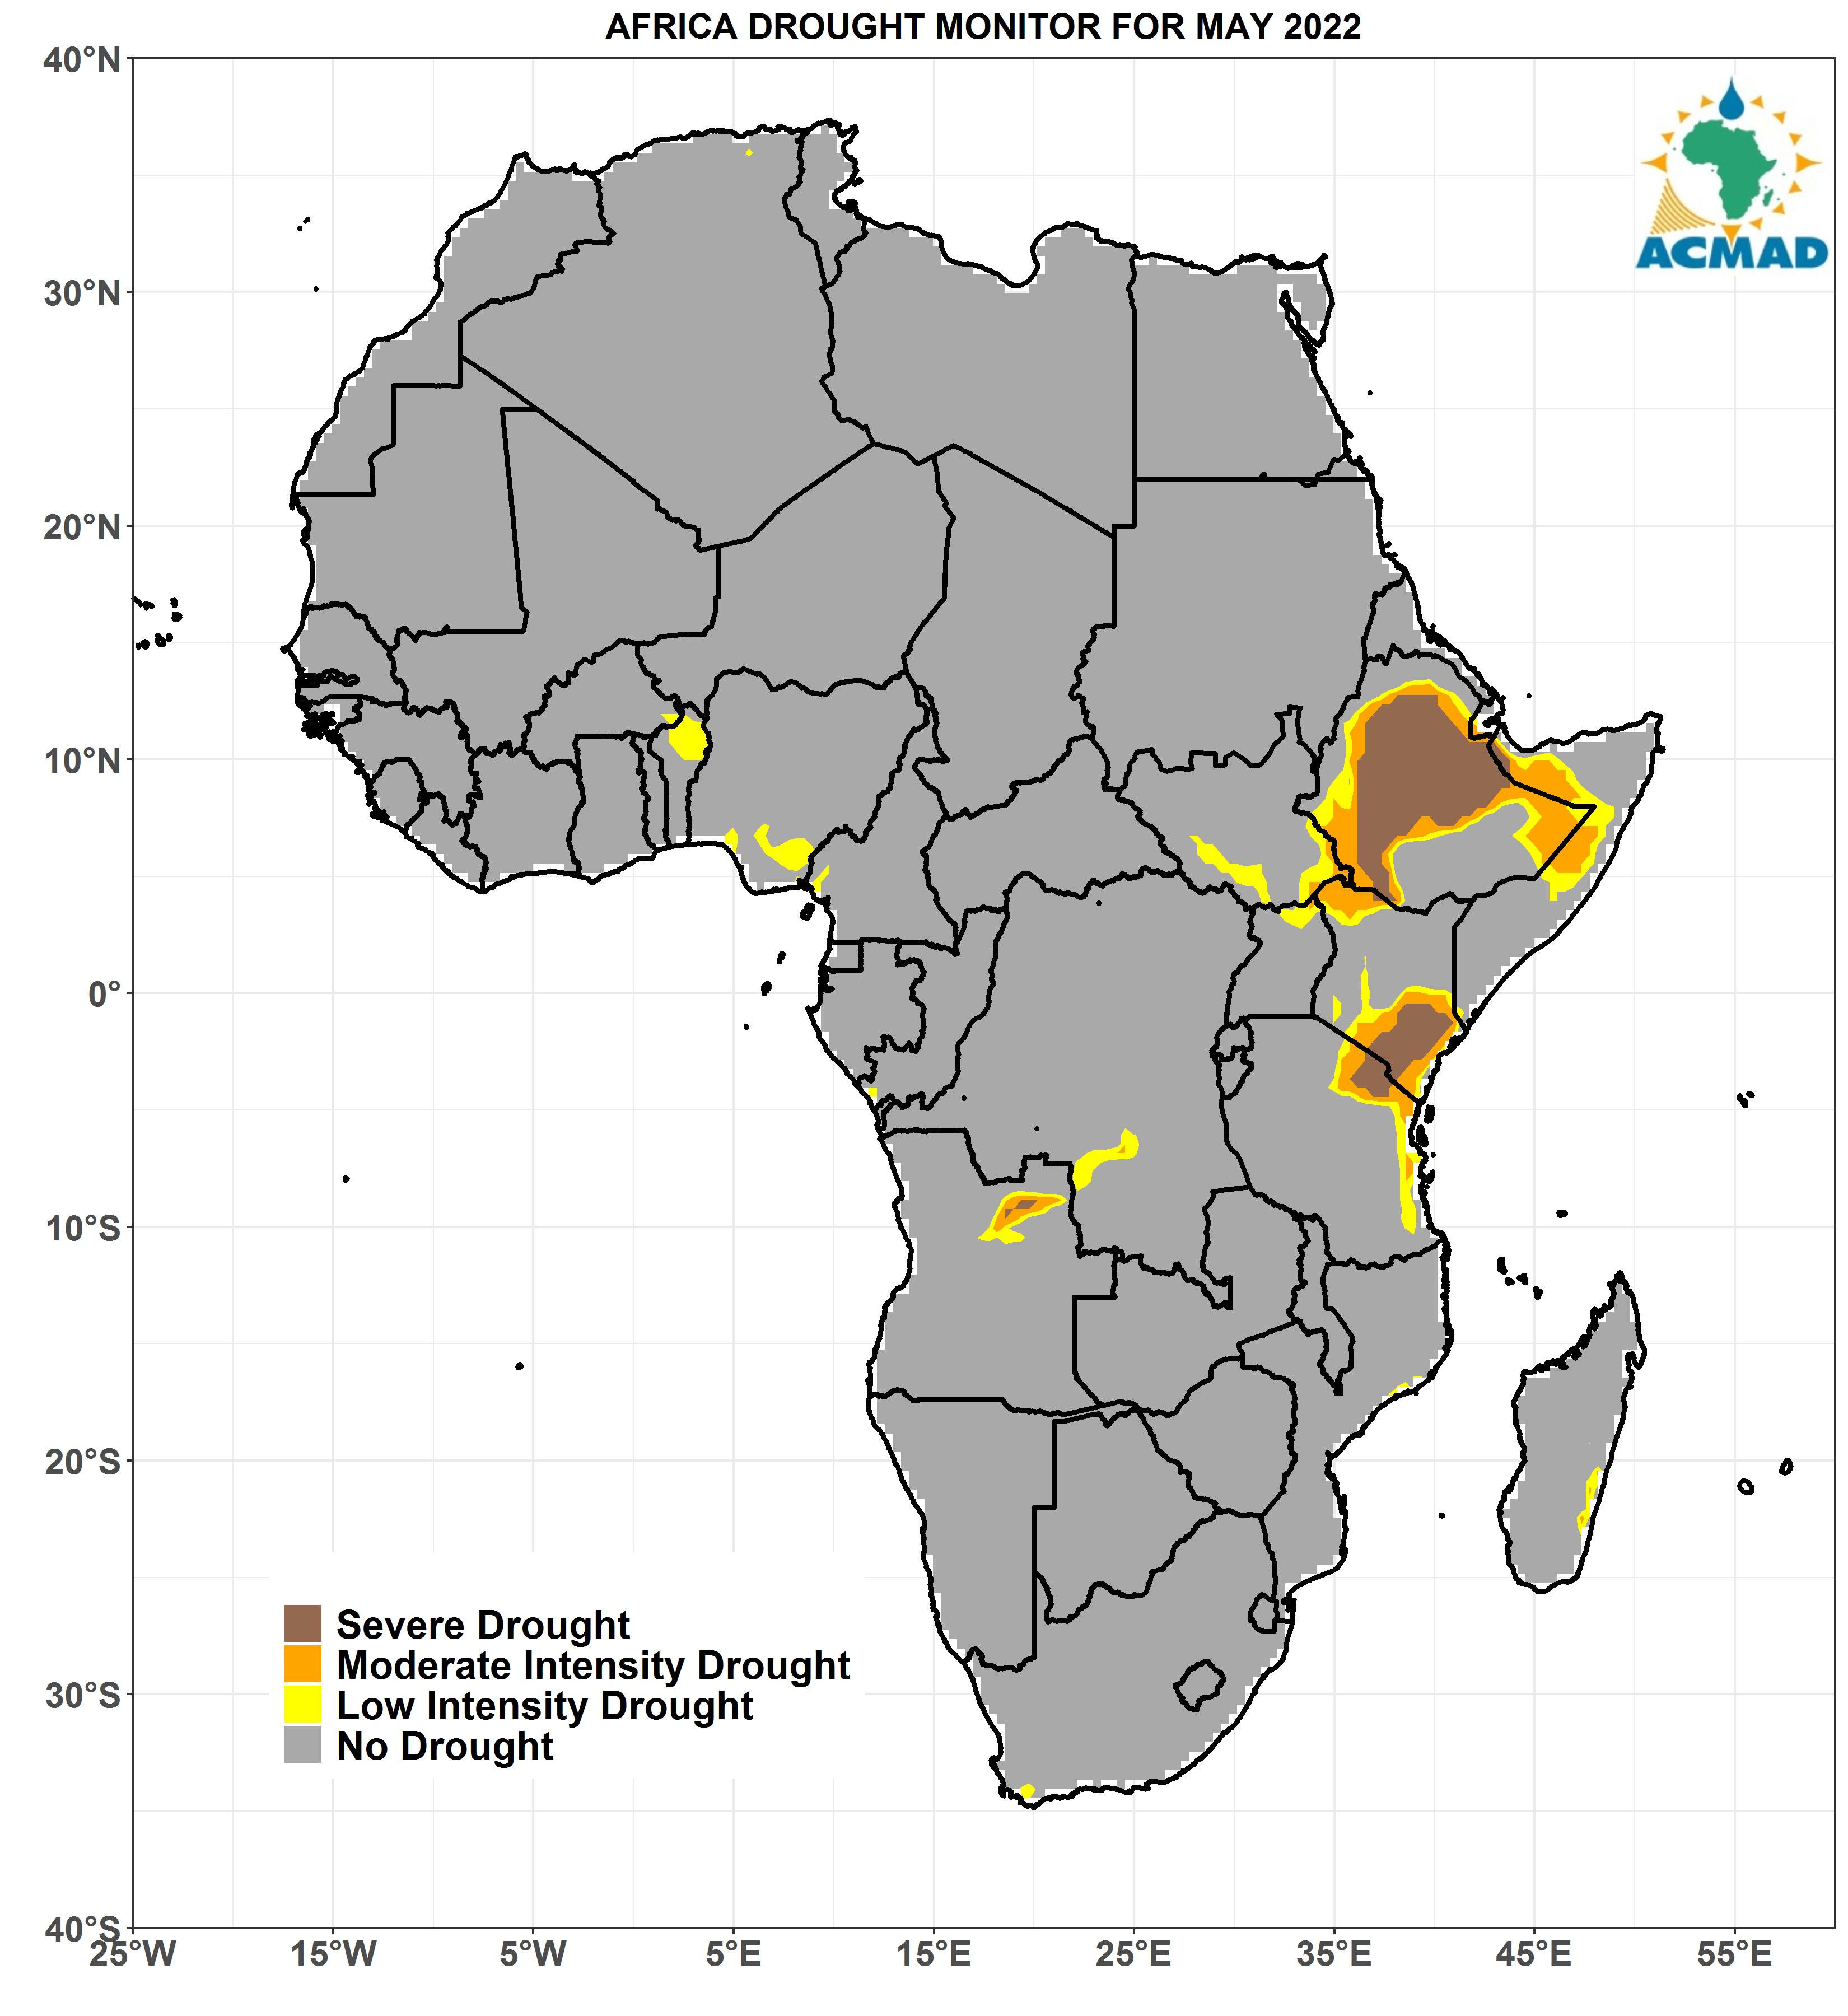 AFRICA DROUGHT MONITOR FOR MAY 2022
40°N
30°N
20°N
10°N
0°
10°S
20°S
30°S
40°S
ACMAD
Severe Drought
Moderate Intensity Drought
Low Intensity Drought
No Drought
25°W 15°W 5°W 5°E 15°E 25°E 35°E 45°E 55°E